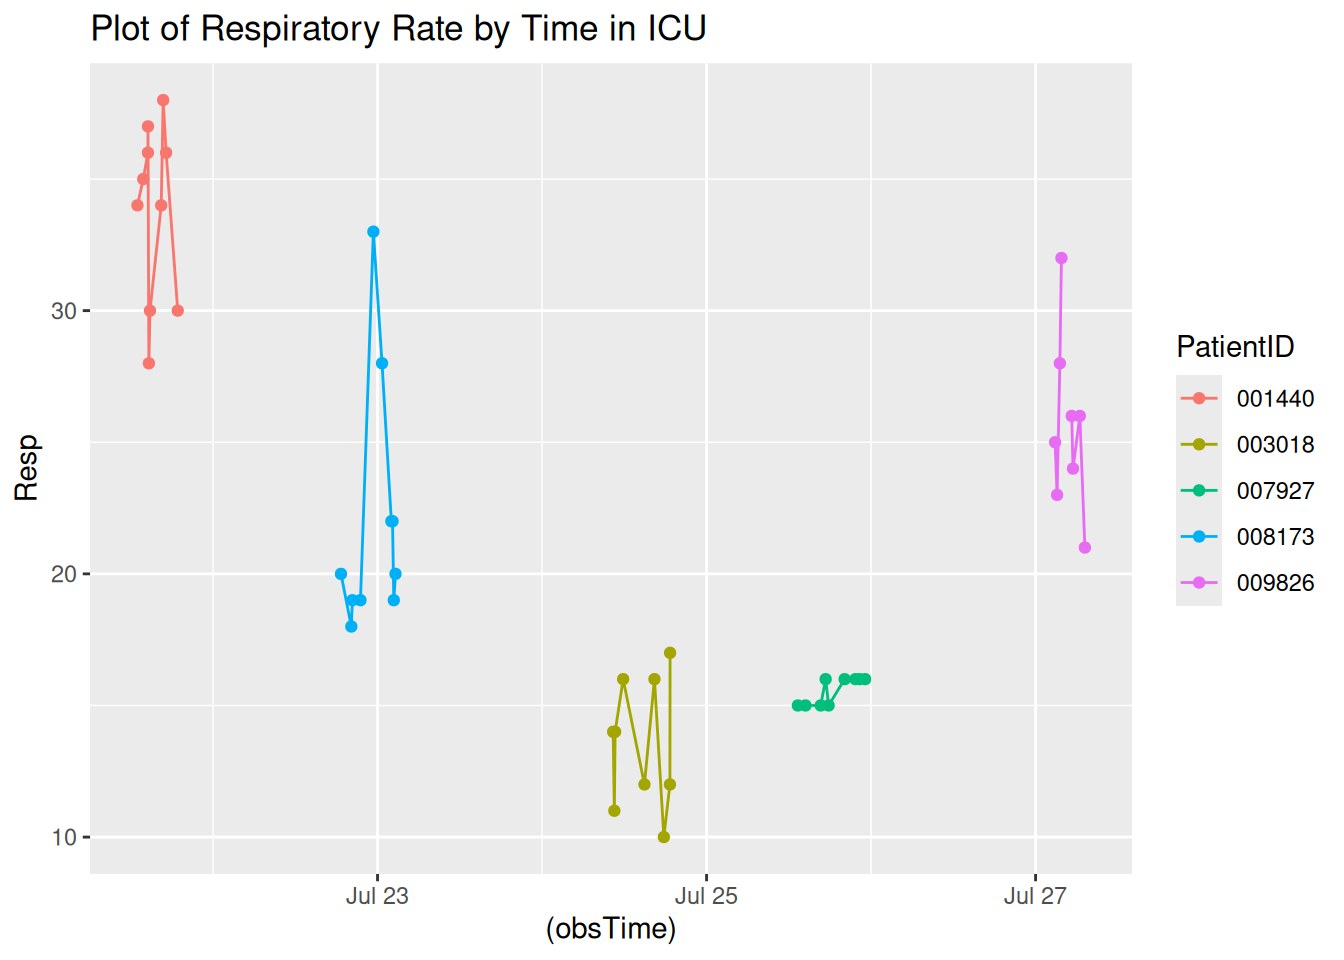 Plot of Respiratory Rate by Time in ICU
Resp
30
20
10
Jul 23
Jul 25
Jul 27
(obsTime)
PatientID
001440
003018
007927
008173
009826